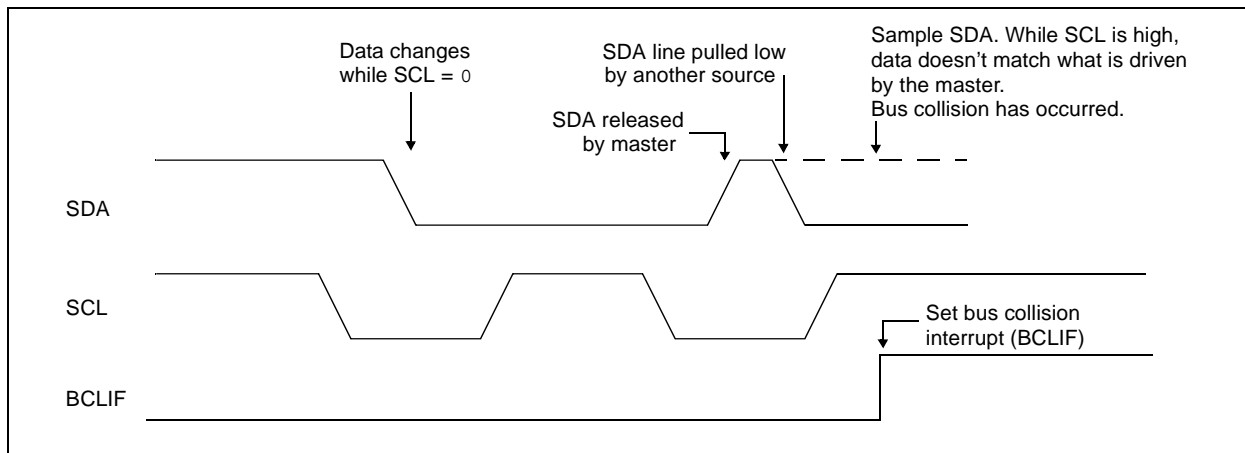 Data changes
while SCL = 0
SDA line pulled low
by another source
Sample SDA. While SCL is high,
data doesn't match what is driven
by the master.
Bus collision has occurred.
SDA released
by master
SDA
SCL
Set bus collision
interrupt (BCLIF)
BCLIF